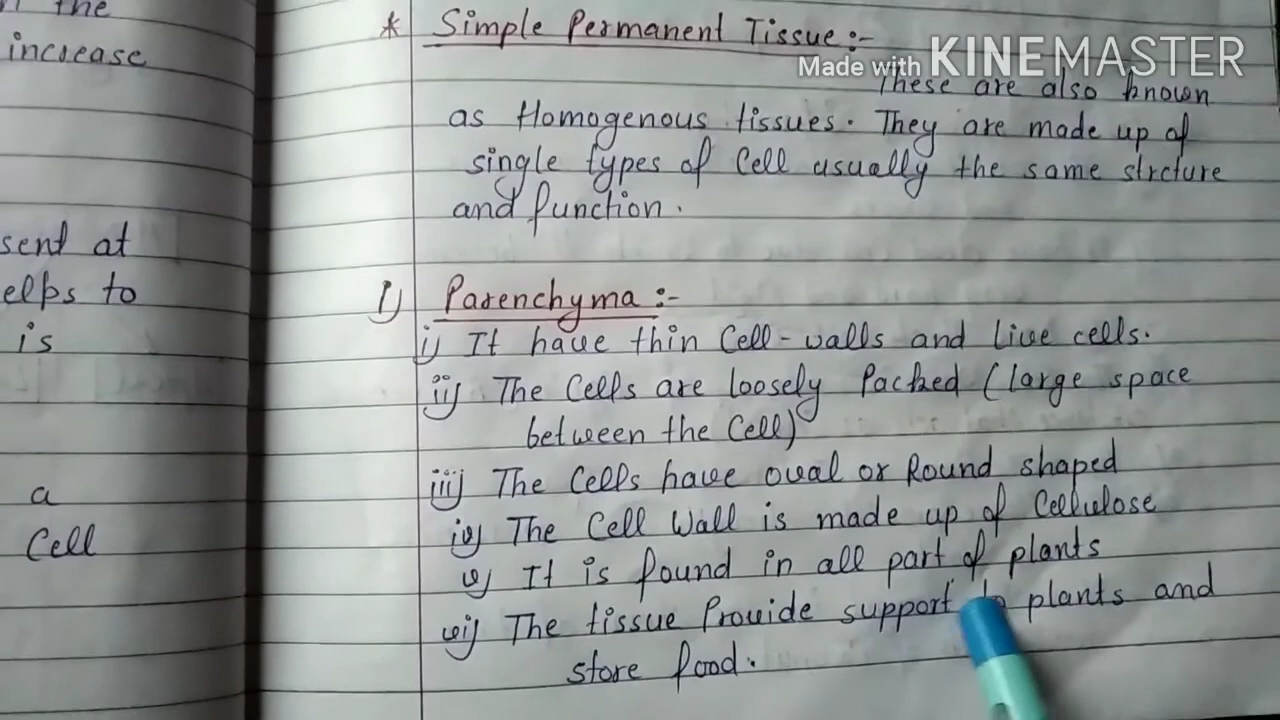 the
increase
sent at
elps to
is
a
Cell
* Simple Permanent Tissue :-
Made with KINEMASTER
These are also known
as Homogenous tissues. They are made up of
single types of Cell usually the same strcture
and function.
1) Parenchyma :-
i) It have thin Cell-walls and Live cells.
ii) The Cells are loosely Packed (large space
between the Cell)
iii) The Cells have oval or Round shaped
iv) The Cell Wall is made up of Cellulose
v) It is found in all part of plants
vi) The tissue Provide support to plants and
store food.